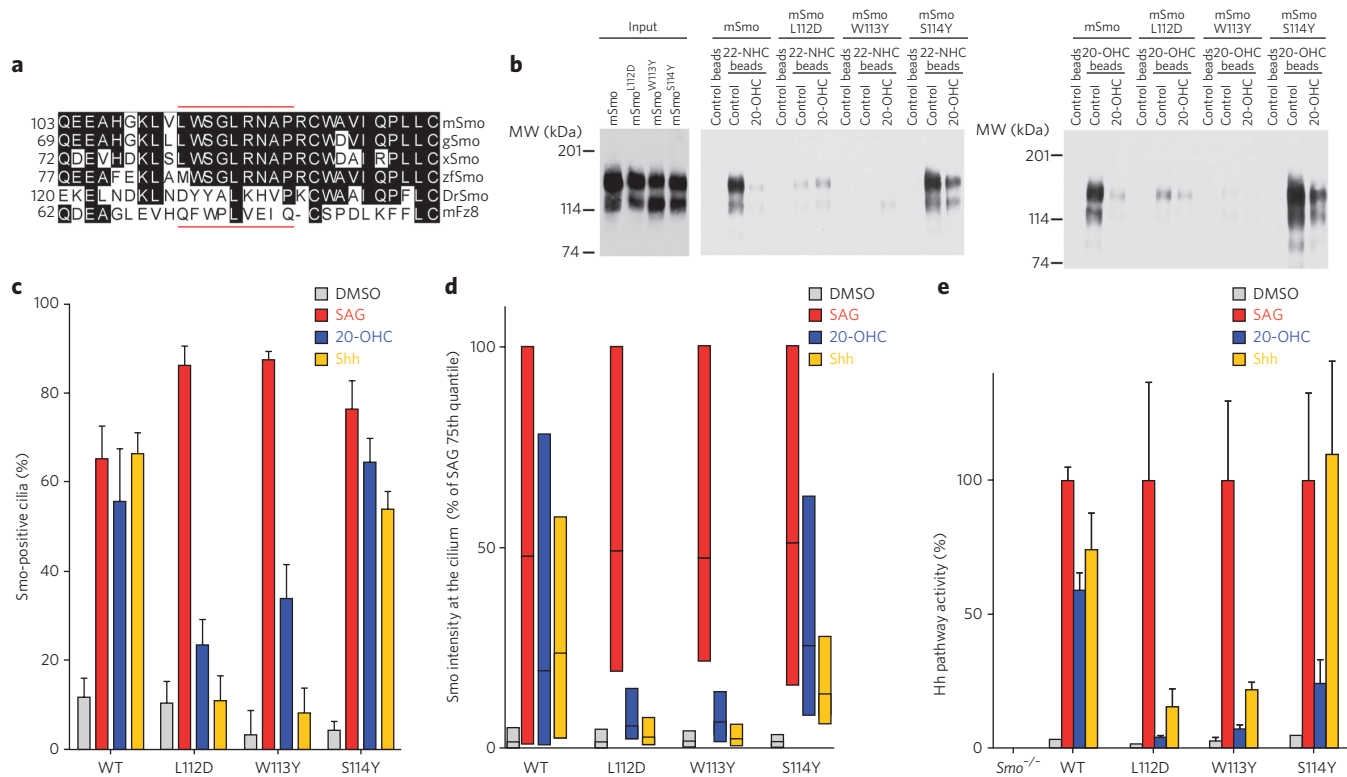 a
103 QEEAHGKLVLWSGLRNAPRCWAVIQPLLC mSmo
69 QEEAHGKLLLWSGLRNAPRCWDVIQPLLC gSmo
72 QDEVHDKLSLWSGLRNAPRCWDAIRPLLC xSmo
77 QEEAFEKLAMWSGLRNAPRCWAVIQPLLC zfSmo
120 EKELNDKLNDYYALKHVPKCWAAIQPFLC DrSmo
62 QDEAGLEVHQFWPLVEIQ-CSPDLKFFLC mFz8
b
Input
mSmo
mSmo L112D
mSmo W113Y
mSmo S114Y
mSmo
mSmoL112D
mSmoW113Y
mSmoS114Y
22-NHC beads
22-NHC beads
22-NHC beads
22-NHC beads
Control beads
Control
20-OHC
Control beads
Control
20-OHC
Control beads
Control
20-OHC
Control beads
Control
20-OHC
MW (kDa)
201
114
74
mSmo
mSmo L112D
mSmo W113Y
mSmo S114Y
20-OHC beads
20-OHC beads
20-OHC beads
20-OHC beads
Control beads
Control
20-OHC
Control beads
Control
20-OHC
Control beads
Control
20-OHC
Control beads
Control
20-OHC
MW (kDa)
201
114
74
c
DMSO
SAG
20-OHC
Shh
Smo-positive cilia (%)
100
80
60
40
20
0
WT
L112D
W113Y
S114Y
d
DMSO
SAG
20-OHC
Shh
Smo intensity at the cilium (% of SAG 75th quantile)
100
50
0
WT
L112D
W113Y
S114Y
e
DMSO
SAG
20-OHC
Shh
Hh pathway activity (%)
100
50
0
Smo−/−
WT
L112D
W113Y
S114Y